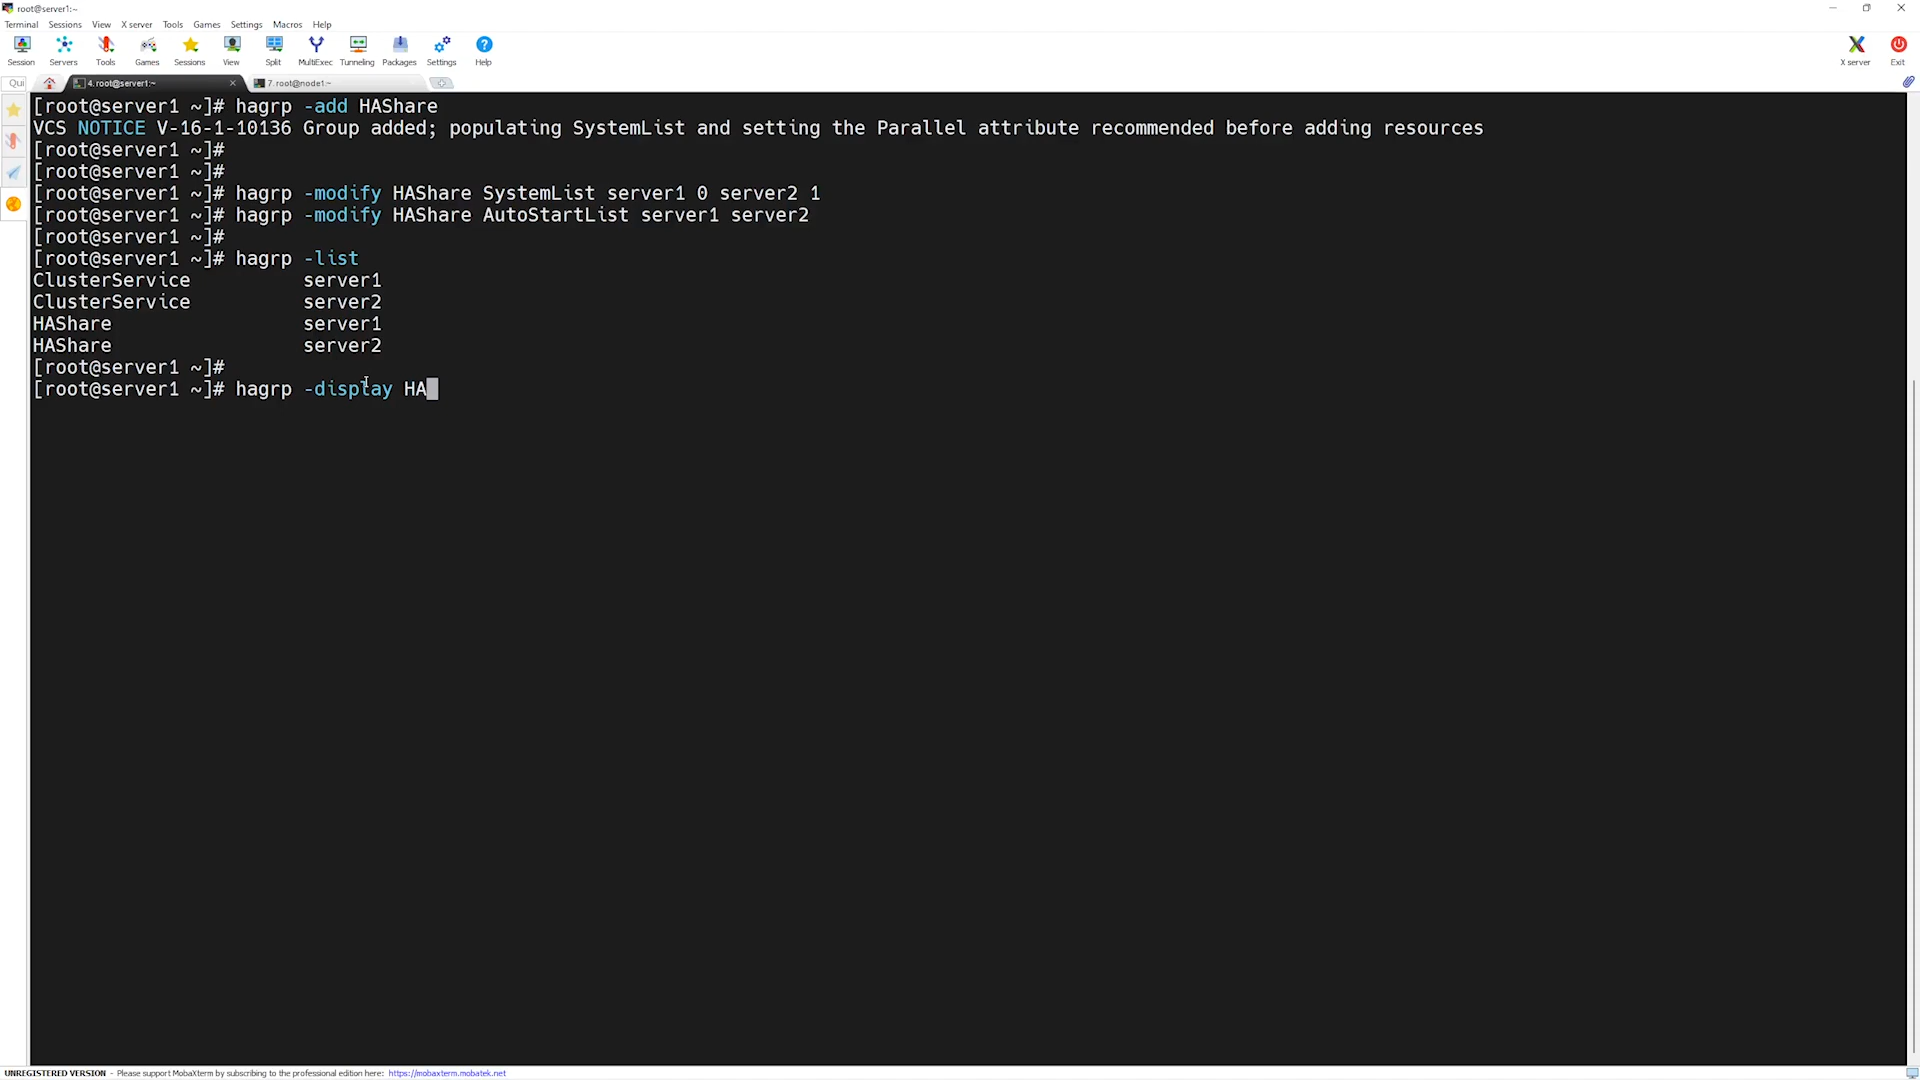 root@server1:~
Terminal Sessions View X server Tools Games Settings Macros Help
Session Servers Tools Games Sessions View Split MultiExec Tunneling Packages Settings Help X server Exit
Qui 4. root@server1:~ 7. root@node1:~
[root@server1 ~]# hagrp -add HAShare
VCS NOTICE V-16-1-10136 Group added; populating SystemList and setting the Parallel attribute recommended before adding resources
[root@server1 ~]#
[root@server1 ~]#
[root@server1 ~]# hagrp -modify HAShare SystemList server1 0 server2 1
[root@server1 ~]# hagrp -modify HAShare AutoStartList server1 server2
[root@server1 ~]#
[root@server1 ~]# hagrp -list
ClusterService server1
ClusterService server2
HAShare server1
HAShare server2
[root@server1 ~]#
[root@server1 ~]# hagrp -display HA
UNREGISTERED VERSION - Please support MobaXterm by subscribing to the professional edition here: https://mobaxterm.mobatek.net